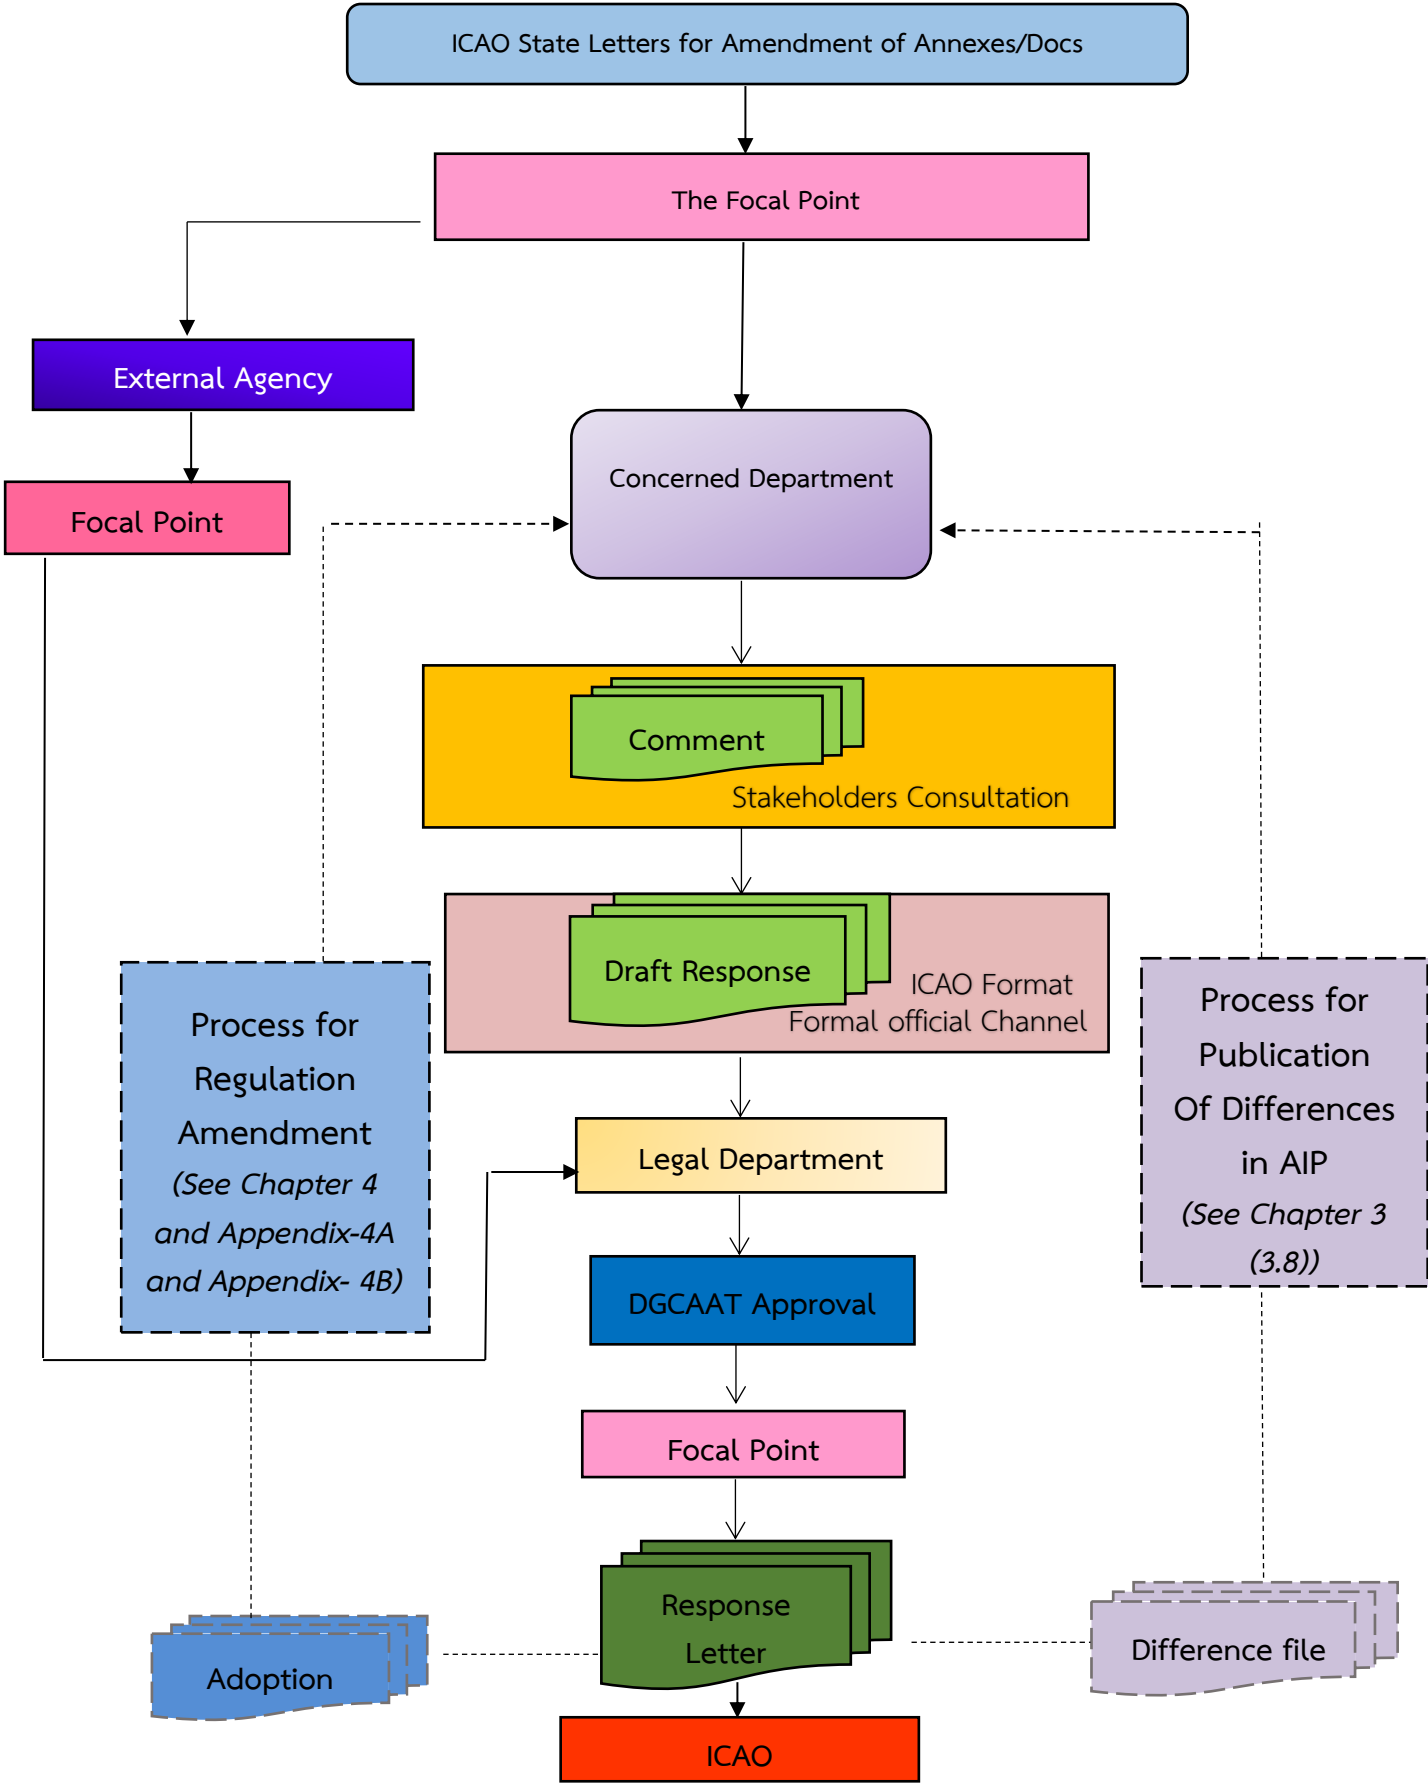 ICAO State Letters for Amendment of Annexes/Docs
The Focal Point
External Agency
Concerned Department
Focal Point
Comment
Stakeholders Consultation
Draft Response
ICAO Format
Formal official Channel
Process for
Regulation
Amendment
(See Chapter 4
and Appendix-4A
and Appendix- 4B)
Process for
Publication
Of Differences
in AIP
(See Chapter 3
(3.8))
Legal Department
DGCAAT Approval
Focal Point
Response
Letter
Adoption
Difference file
ICAO